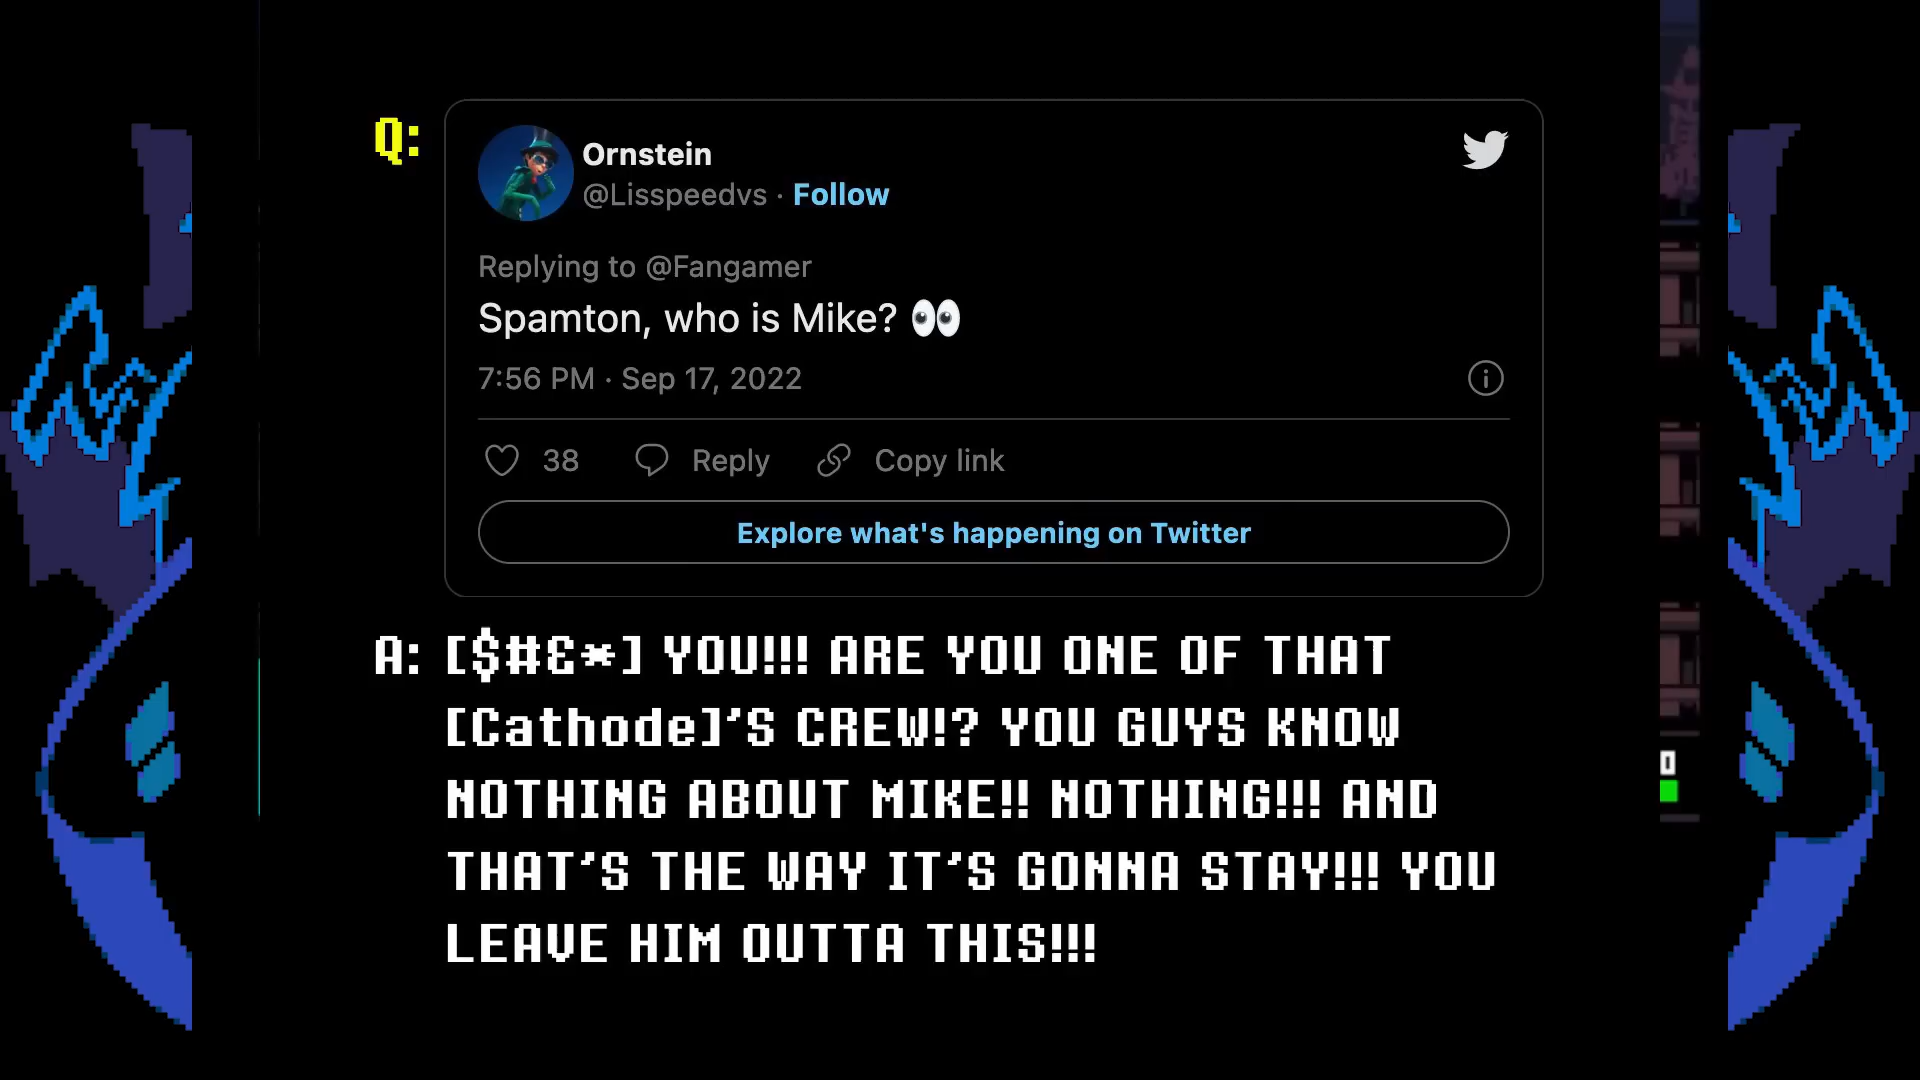 Q:
Ornstein
@Lisspeedvs · Follow
Replying to @Fangamer
Spamton, who is Mike? 👀
7:56 PM · Sep 17, 2022
38 Reply Copy link
Explore what's happening on Twitter
A: [$#&*] YOU!!! ARE YOU ONE OF THAT
[Cathode]'S CREW!? YOU GUYS KNOW
NOTHING ABOUT MIKE!! NOTHING!!! AND
THAT'S THE WAY IT'S GONNA STAY!!! YOU
LEAVE HIM OUTTA THIS!!!